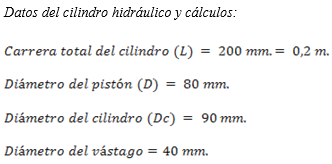 Datos del cilindro hidráulico y cálculos:
Carrera total del cilindro (L) = 200 mm. = 0,2 m.
Diámetro del pistón (D) = 80 mm.
Diámetro del cilindro (Dc) = 90 mm.
Diámetro del vástago = 40 mm.